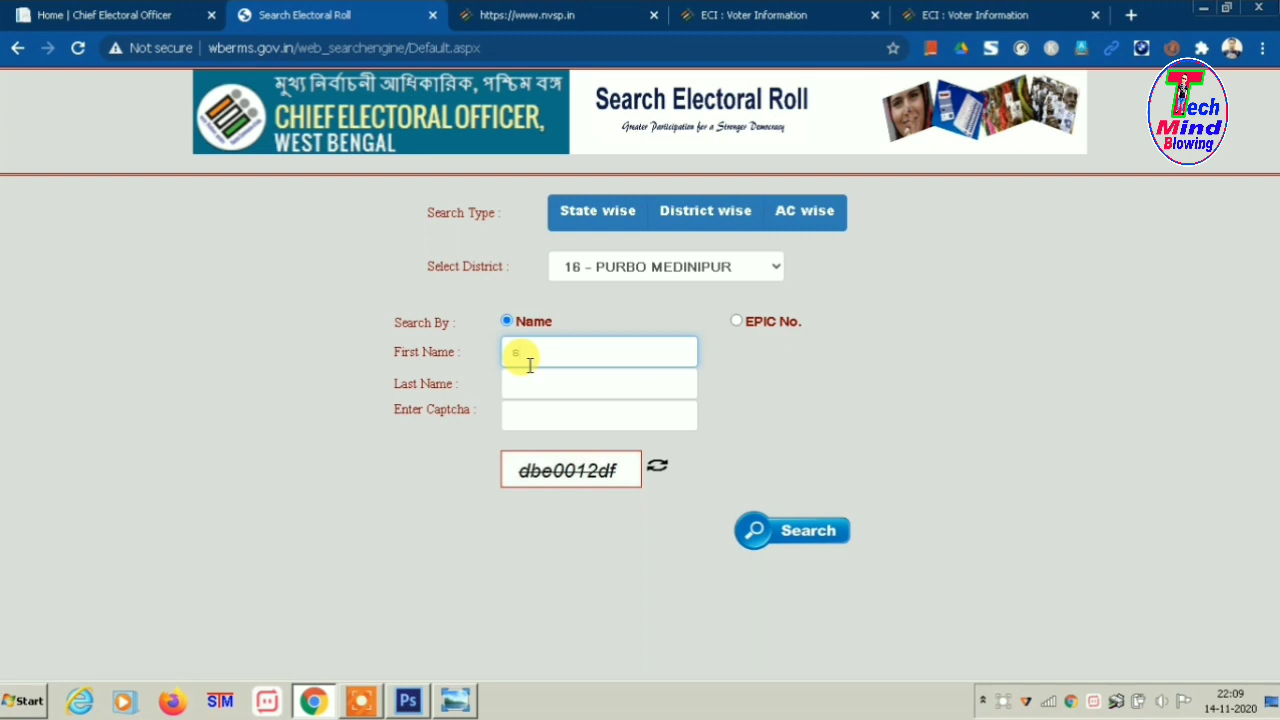 Home | Chief Electoral Officer
Search Electoral Roll
https://www.nvsp.in
ECI : Voter Information
ECI : Voter Information
Not secure | wberms.gov.in/web_searchengine/Default.aspx
মুখ্য নির্বাচনী আধিকারিক, পশ্চিম বঙ্গ
CHIEF ELECTORAL OFFICER,
WEST BENGAL
Search Electoral Roll
Greater Participation for a Stronger Democracy
Tech
Mind
Blowing
Search Type :
State wise District wise AC wise
Select District :
16 - PURBO MEDINIPUR
Search By :
Name
EPIC No.
First Name :
s
Last Name :
Enter Captcha :
dbe0012df
Search
Start
STM
Ps
22:09
14-11-2020